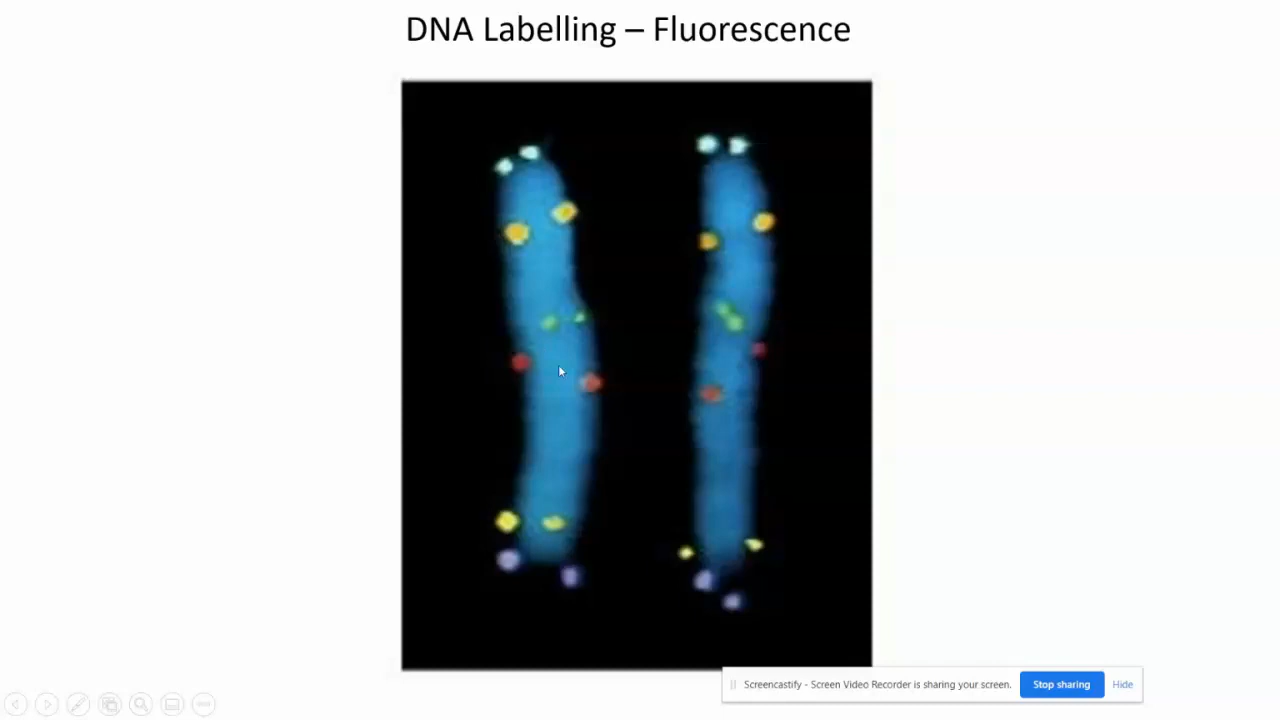 DNA Labelling – Fluorescence
Screencastify - Screen Video Recorder is sharing your screen.
Stop sharing
Hide